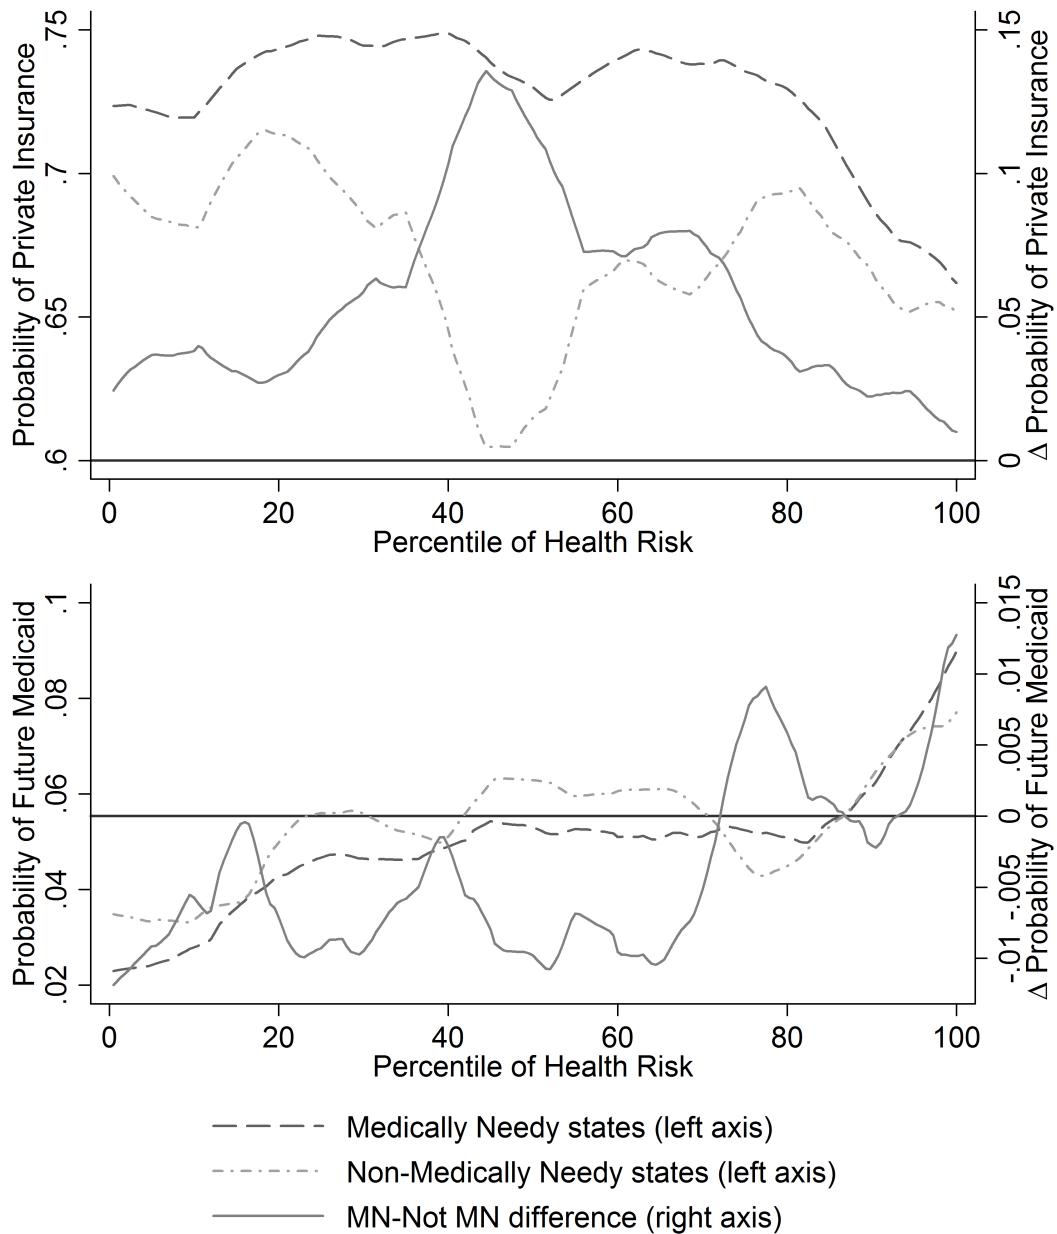 Probability of Private Insurance
.6 .65 .7 .75
0 .05 .1 .15
Δ Probability of Private Insurance
0 20 40 60 80 100
Percentile of Health Risk
Probability of Future Medicaid
.02 .04 .06 .08 .1
-.01 -.005 0 .005 .01 .015
Δ Probability of Future Medicaid
0 20 40 60 80 100
Percentile of Health Risk
Medically Needy states (left axis)
Non-Medically Needy states (left axis)
MN-Not MN difference (right axis)